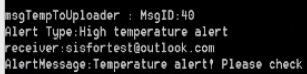 msgTempToUploader : MsgID:40
Alert Type:High temperature alert
receiver:sisfortest@outlook.com
AlertMessage:Temperature alert! Please check